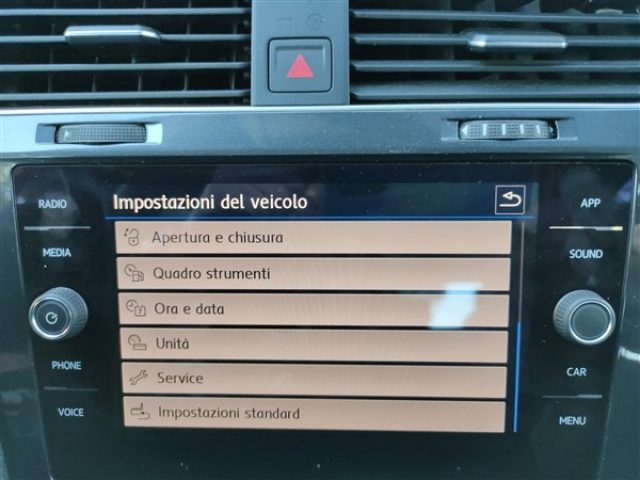 Impostazioni del veicolo
RADIO
APP
Apertura e chiusura
MEDIA
SOUND
Quadro strumenti
Ora e data
Unità
PHONE
CAR
Service
VOICE
Impostazioni standard
MENU